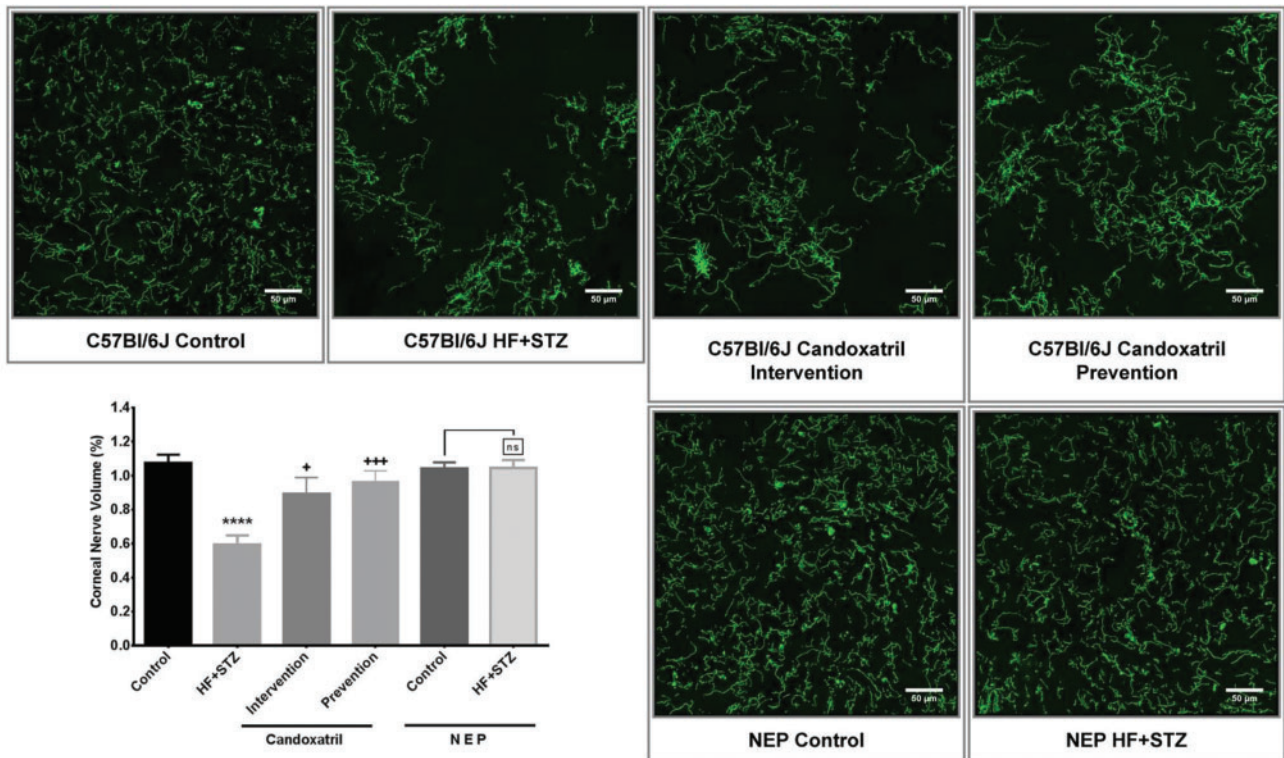 50 µm
50 µm
50 µm
50 µm
C57Bl/6J Control
C57Bl/6J HF+STZ
C57Bl/6J Candoxatril
Intervention
C57Bl/6J Candoxatril
Prevention
Corneal Nerve Volume (%)
1.4
1.2
1.0
0.8
0.6
0.4
0.2
0.0
****
+
+++
ns
Control
HF+STZ
Intervention
Prevention
Control
HF+STZ
Candoxatril
N E P
50 µm
50 µm
NEP Control
NEP HF+STZ